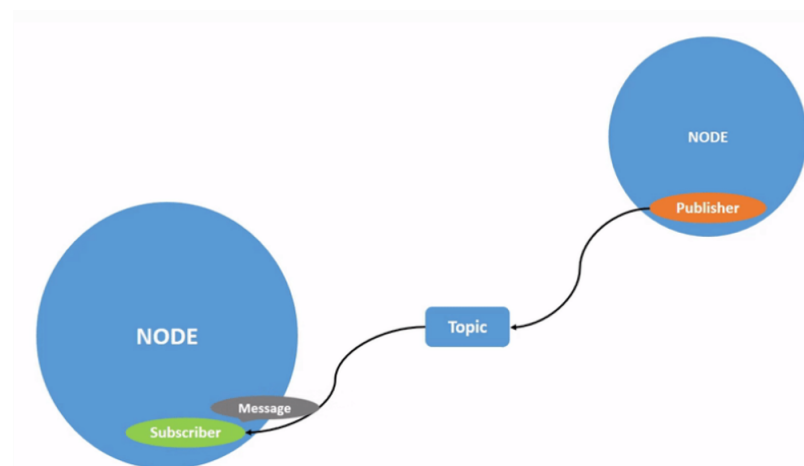 NODE
Publisher
Topic
NODE
Message
Subscriber